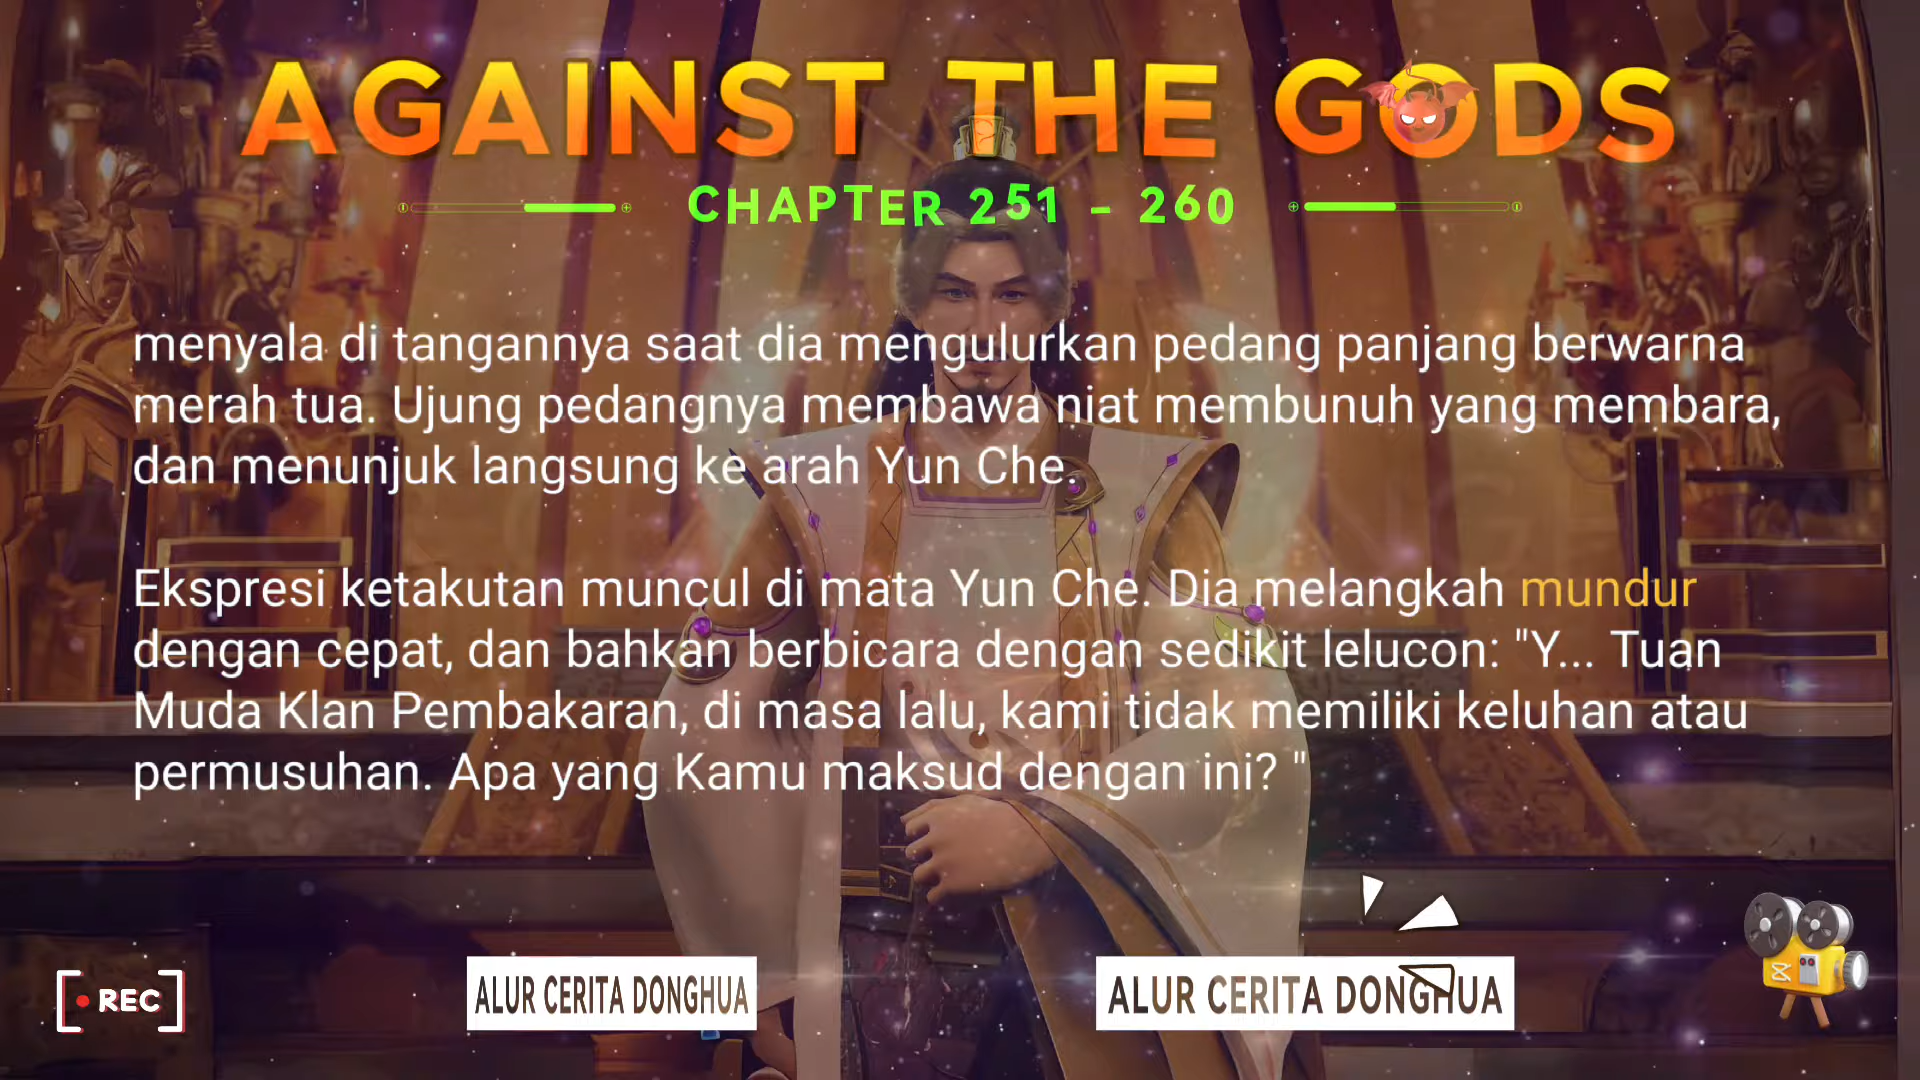 AGAINST THE GODS
CHAPTER 251 - 260
menyala di tangannya saat dia mengulurkan pedang panjang berwarna
merah tua. Ujung pedangnya membawa niat membunuh yang membara,
dan menunjuk langsung ke arah Yun Che.
Ekspresi ketakutan muncul di mata Yun Che. Dia melangkah mundur
dengan cepat, dan bahkan berbicara dengan sedikit lelucon: "Y... Tuan
Muda Klan Pembakaran, di masa lalu, kami tidak memiliki keluhan atau
permusuhan. Apa yang Kamu maksud dengan ini? "
REC
ALUR CERITA DONGHUA
ALUR CERITA DONGHUA